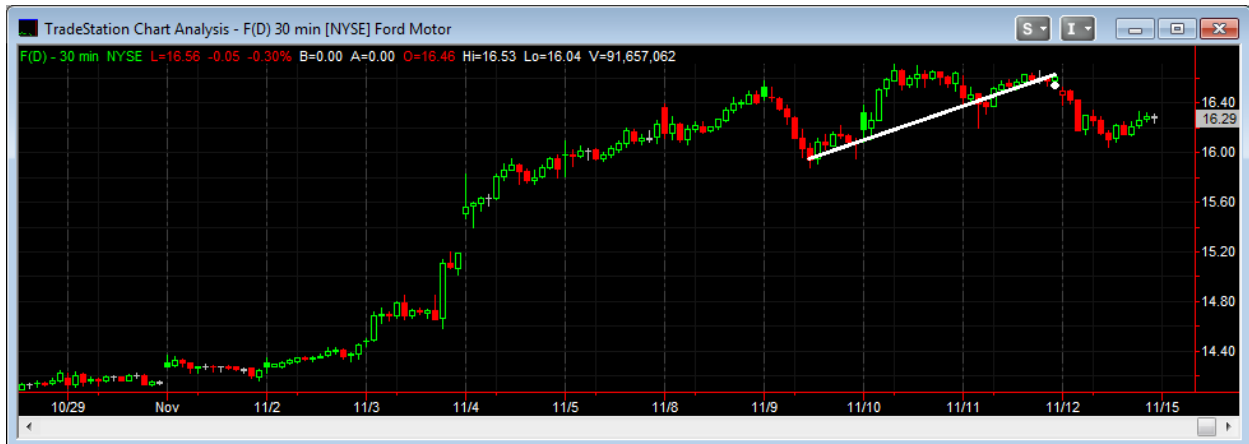 TradeStation Chart Analysis - F(D) 30 min [NYSE] Ford Motor
S I
F(D) - 30 min NYSE L=16.56 -0.05 -0.30% B=0.00 A=0.00 O=16.46 Hi=16.53 Lo=16.04 V=91,657,062
16.40
16.29
16.00
15.60
15.20
14.80
14.40
10/29 Nov 11/2 11/3 11/4 11/5 11/8 11/9 11/10 11/11 11/12 11/15